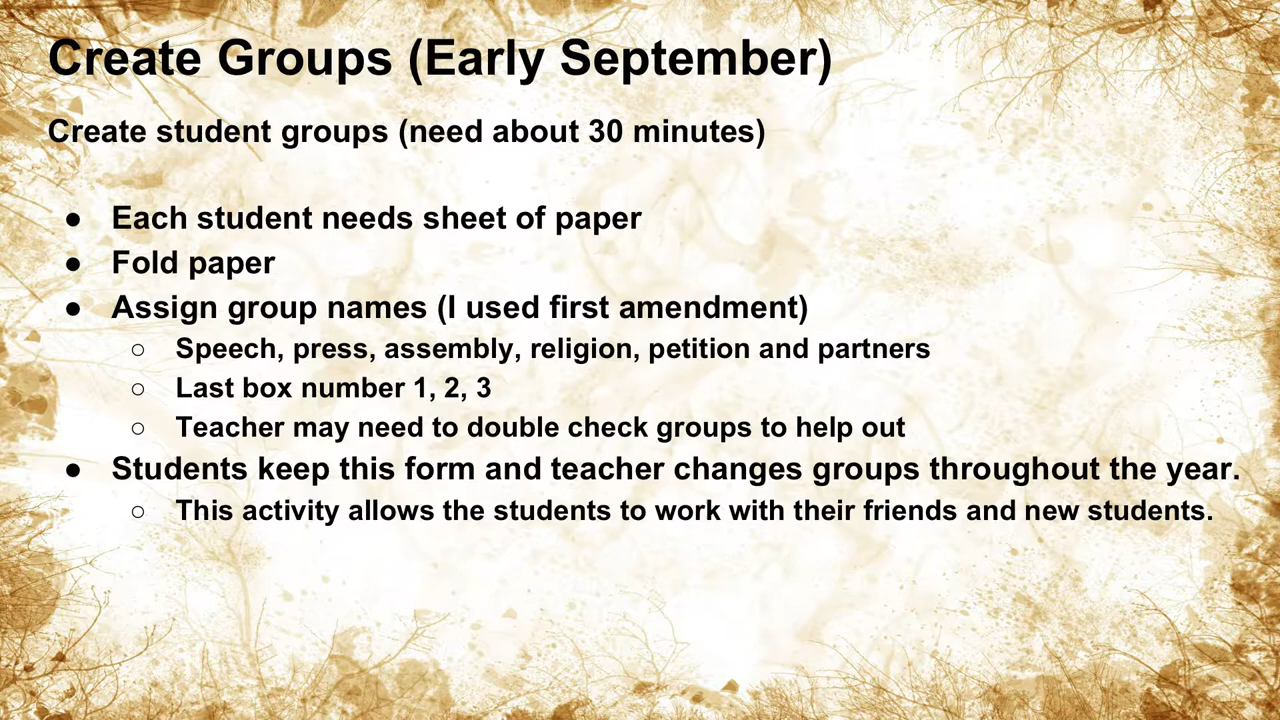 Create Groups (Early September)
Create student groups (need about 30 minutes)
● Each student needs sheet of paper
● Fold paper
● Assign group names (I used first amendment)
○ Speech, press, assembly, religion, petition and partners
○ Last box number 1, 2, 3
○ Teacher may need to double check groups to help out
● Students keep this form and teacher changes groups throughout the year.
○ This activity allows the students to work with their friends and new students.